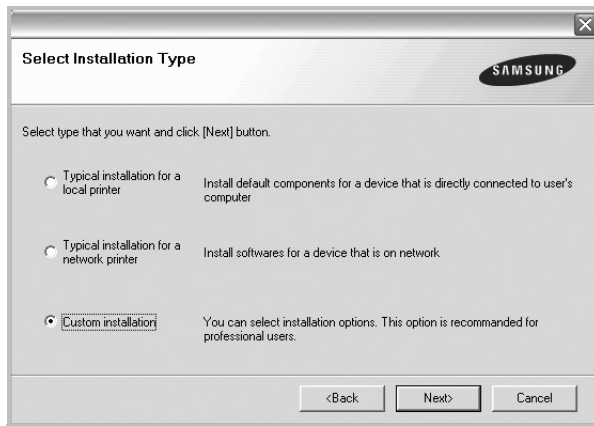 Select Installation Type
SAMSUNG
Select type that you want and click [Next] button.
Typical installation for a
local printer
Install default components for a device that is directly connected to user's
computer
Typical installation for a
network printer
Install softwares for a device that is on network
Custom installation
You can select installation options. This option is recommanded for
professional users.
<Back
Next>
Cancel